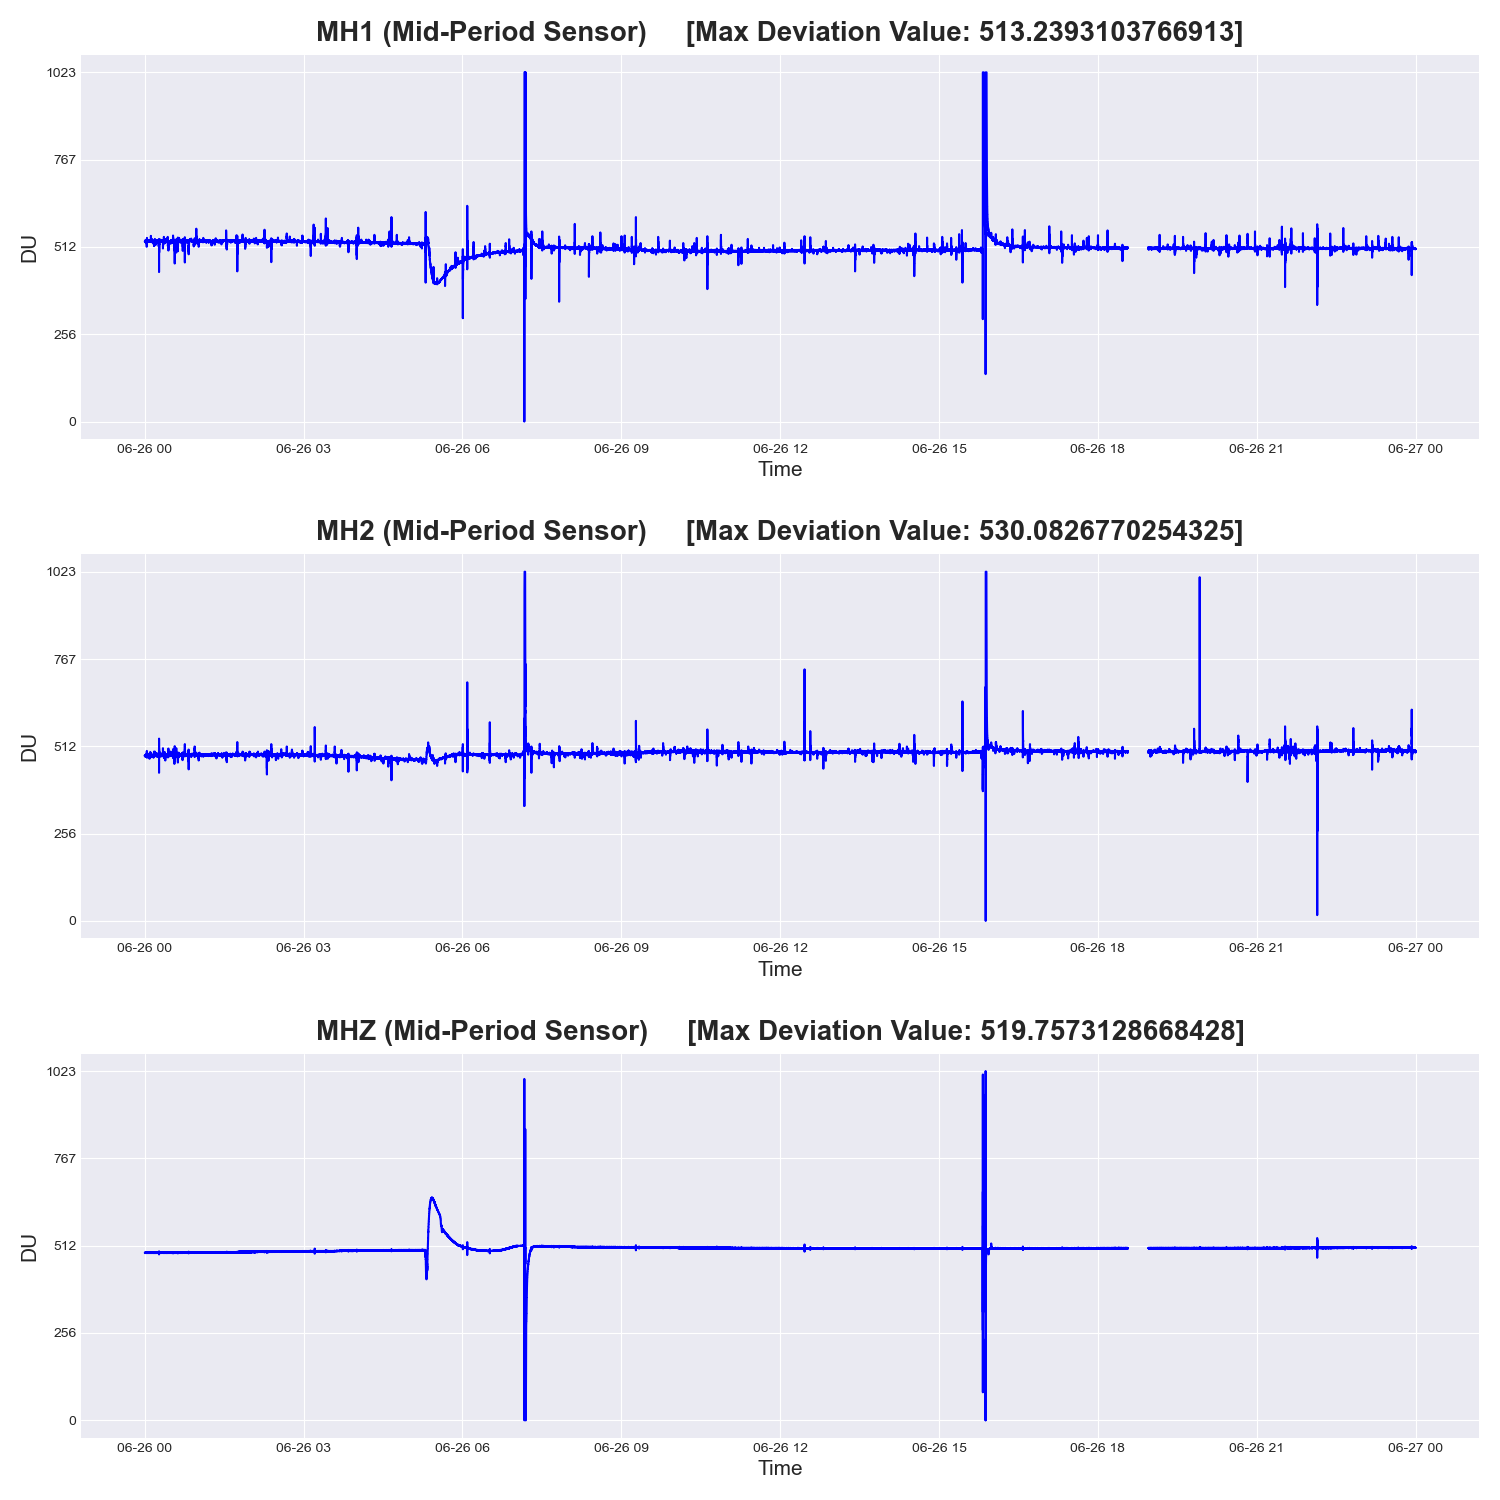 MH1 (Mid-Period Sensor) [Max Deviation Value: 513.2393103766913]
1023
767
512
256
0
DU
06-26 00 06-26 03 06-26 06 06-26 09 06-26 12 06-26 15 06-26 18 06-26 21 06-27 00
Time
MH2 (Mid-Period Sensor) [Max Deviation Value: 530.0826770254325]
1023
767
512
256
0
DU
06-26 00 06-26 03 06-26 06 06-26 09 06-26 12 06-26 15 06-26 18 06-26 21 06-27 00
Time
MHZ (Mid-Period Sensor) [Max Deviation Value: 519.7573128668428]
1023
767
512
256
0
DU
06-26 00 06-26 03 06-26 06 06-26 09 06-26 12 06-26 15 06-26 18 06-26 21 06-27 00
Time